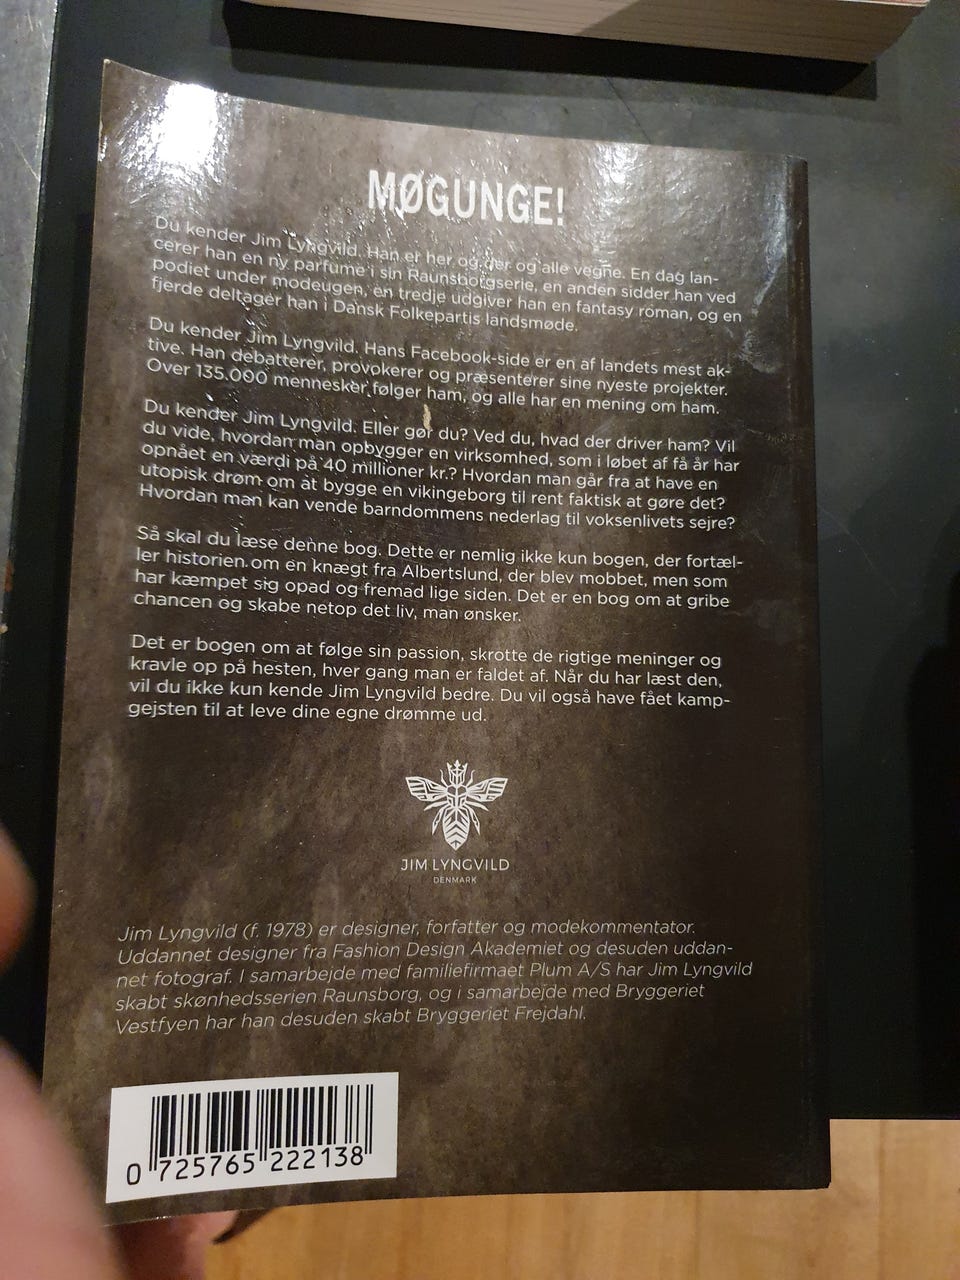 MØGUNGE!
Du kender Jim Lyngvild. Han er her og der og alle vegne. En dag lan-
cerer han en ny parfume i sin Raunsborgserie, en anden sidder han ved
podiet under modeugen, en tredje udgiver han en fantasy roman, og en
fjerde deltager han i Dansk Folkepartis landsmøde.
Du kender Jim Lyngvild. Hans Facebook-side er en af landets mest ak-
tive. Han debatterer, provokerer og præsenterer sine nyeste projekter.
Over 135.000 mennesker følger ham, og alle har en mening om ham.
Du kender Jim Lyngvild. Eller gør du? Ved du, hvad der driver ham? Vil
du vide, hvordan man opbygger en virksomhed, som i løbet af få år har
opnået en værdi på 40 millioner kr.? Hvordan man går fra at have en
utopisk drøm om at bygge en vikingeborg til rent faktisk at gøre det?
Hvordan man kan vende barndommens nederlag til voksenlivets sejre?
Så skal du læse denne bog. Dette er nemlig ikke kun bogen, der fortæl-
ler historien om en knægt fra Albertslund, der blev mobbet, men som
har kæmpet sig opad og fremad lige siden. Det er en bog om at gribe
chancen og skabe netop det liv, man ønsker.
Det er bogen om at følge sin passion, skrotte de rigtige meninger og
kravle op på hesten, hver gang man er faldet af. Når du har læst den,
vil du ikke kun kende Jim Lyngvild bedre. Du vil også have fået kamp-
gejsten til at leve dine egne drømme ud.
JIM LYNGVILD
DENMARK
Jim Lyngvild (f. 1978) er designer, forfatter og modekommentator.
Uddannet designer fra Fashion Design Akademiet og desuden uddan-
net fotograf. I samarbejde med familiefirmaet Plum A/S har Jim Lyngvild
skabt skønhedsserien Raunsborg, og i samarbejde med Bryggeriet
Vestfyen har han desuden skabt Bryggeriet Frejdahl.
0 725765 222138